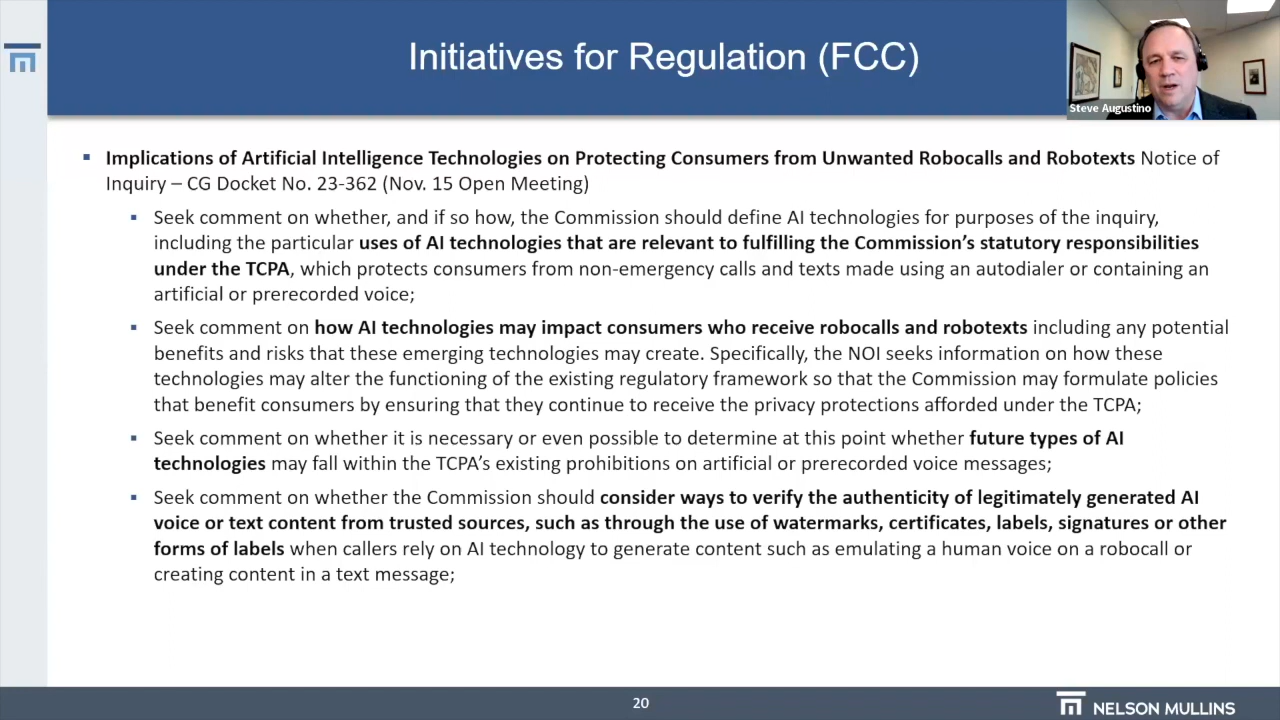 Initiatives for Regulation (FCC)
Steve Augustino
▪ Implications of Artificial Intelligence Technologies on Protecting Consumers from Unwanted Robocalls and Robotexts Notice of
Inquiry – CG Docket No. 23-362 (Nov. 15 Open Meeting)
▪ Seek comment on whether, and if so how, the Commission should define AI technologies for purposes of the inquiry,
including the particular uses of AI technologies that are relevant to fulfilling the Commission’s statutory responsibilities
under the TCPA, which protects consumers from non-emergency calls and texts made using an autodialer or containing an
artificial or prerecorded voice;
▪ Seek comment on how AI technologies may impact consumers who receive robocalls and robotexts including any potential
benefits and risks that these emerging technologies may create. Specifically, the NOI seeks information on how these
technologies may alter the functioning of the existing regulatory framework so that the Commission may formulate policies
that benefit consumers by ensuring that they continue to receive the privacy protections afforded under the TCPA;
▪ Seek comment on whether it is necessary or even possible to determine at this point whether future types of AI
technologies may fall within the TCPA’s existing prohibitions on artificial or prerecorded voice messages;
▪ Seek comment on whether the Commission should consider ways to verify the authenticity of legitimately generated AI
voice or text content from trusted sources, such as through the use of watermarks, certificates, labels, signatures or other
forms of labels when callers rely on AI technology to generate content such as emulating a human voice on a robocall or
creating content in a text message;
20
NELSON MULLINS